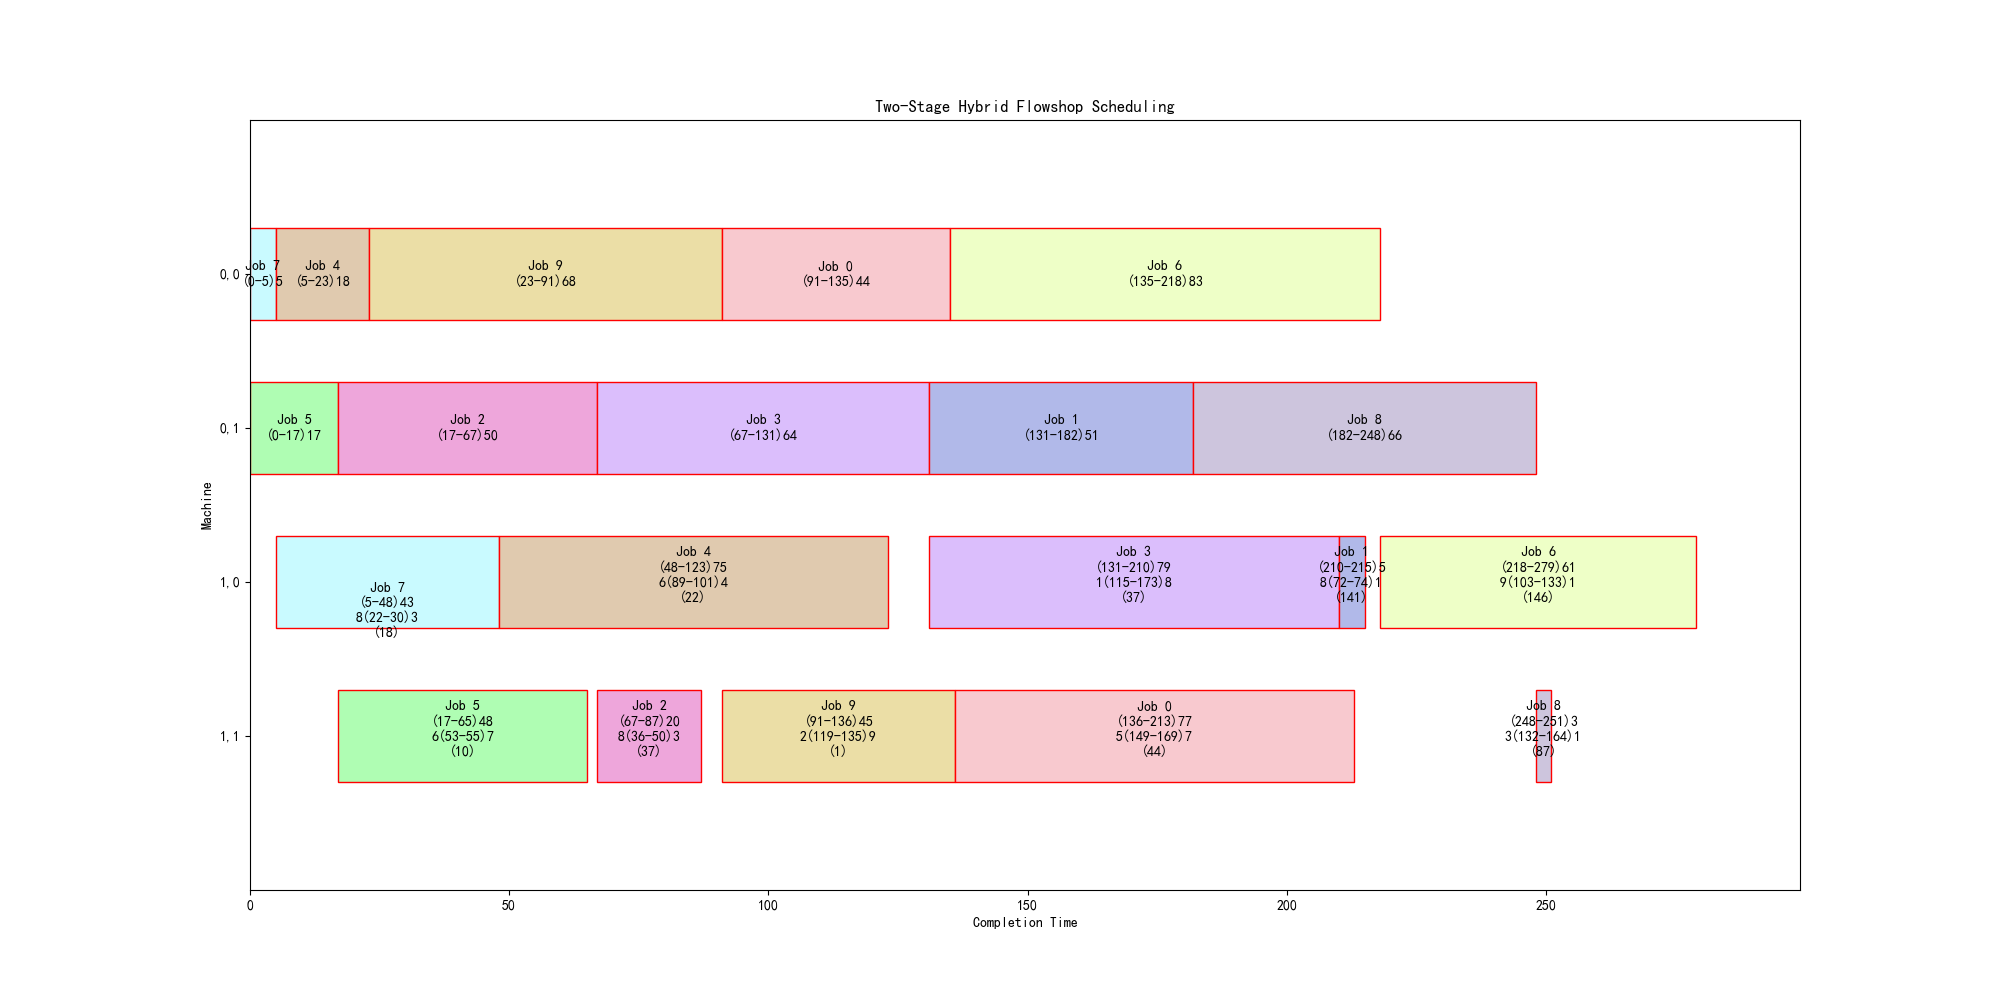 Two-Stage Hybrid Flowshop Scheduling
0,0
Job 7
(0-5)5
Job 4
(5-23)18
Job 9
(23-91)68
Job 0
(91-135)44
Job 6
(135-218)83
0,1
Job 5
(0-17)17
Job 2
(17-67)50
Job 3
(67-131)64
Job 1
(131-182)51
Job 8
(182-248)66
Machine
1,0
Job 7
(5-48)43
8(22-30)3
(18)
Job 4
(48-123)75
6(89-101)4
(22)
Job 3
(131-210)79
1(115-173)8
(37)
Job 1
(210-215)5
8(72-74)1
(141)
Job 6
(218-279)61
9(103-133)1
(146)
1,1
Job 5
(17-65)48
6(53-55)7
(10)
Job 2
(67-87)20
8(36-50)3
(37)
Job 9
(91-136)45
2(119-135)9
(1)
Job 0
(136-213)77
5(149-169)7
(44)
Job 8
(248-251)3
3(132-164)1
(87)
0
50
100
150
200
250
Completion Time